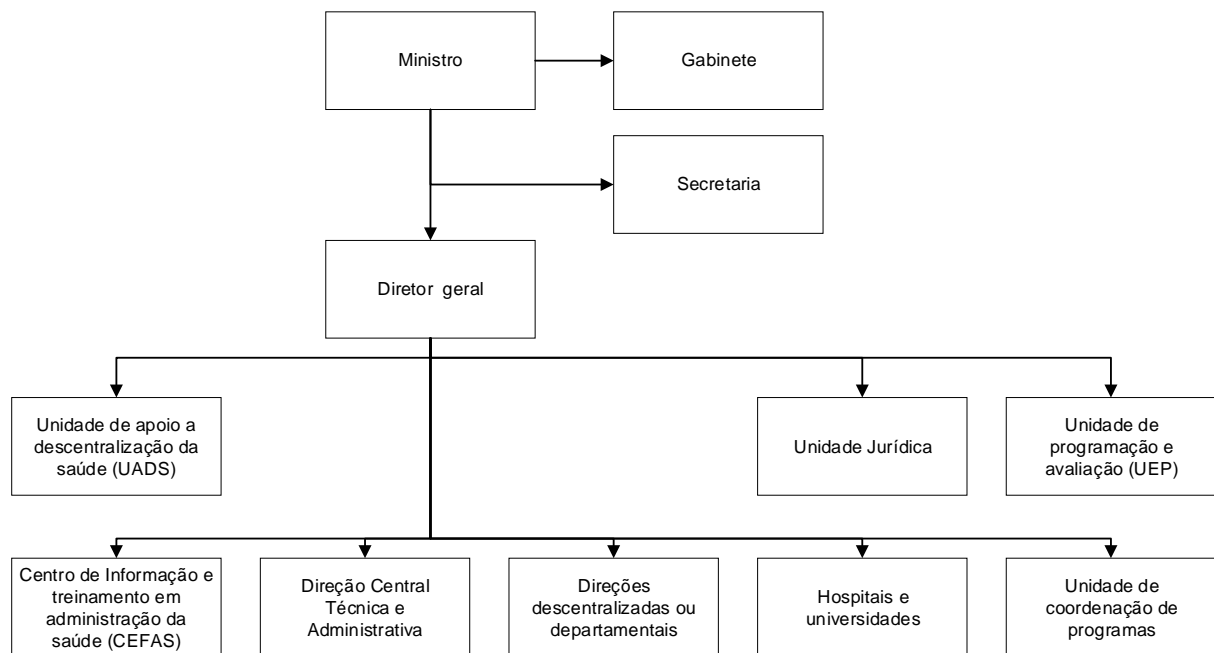 Ministro
Gabinete
Secretaria
Diretor geral
Unidade de apoio a
descentralização da
saúde (UADS)
Unidade Jurídica
Unidade de
programação e
avaliação (UEP)
Centro de Informação e
treinamento em
administração da
saúde (CEFAS)
Direção Central
Técnica e
Administrativa
Direções
descentralizadas ou
departamentais
Hospitais e
universidades
Unidade de
coordenação de
programas